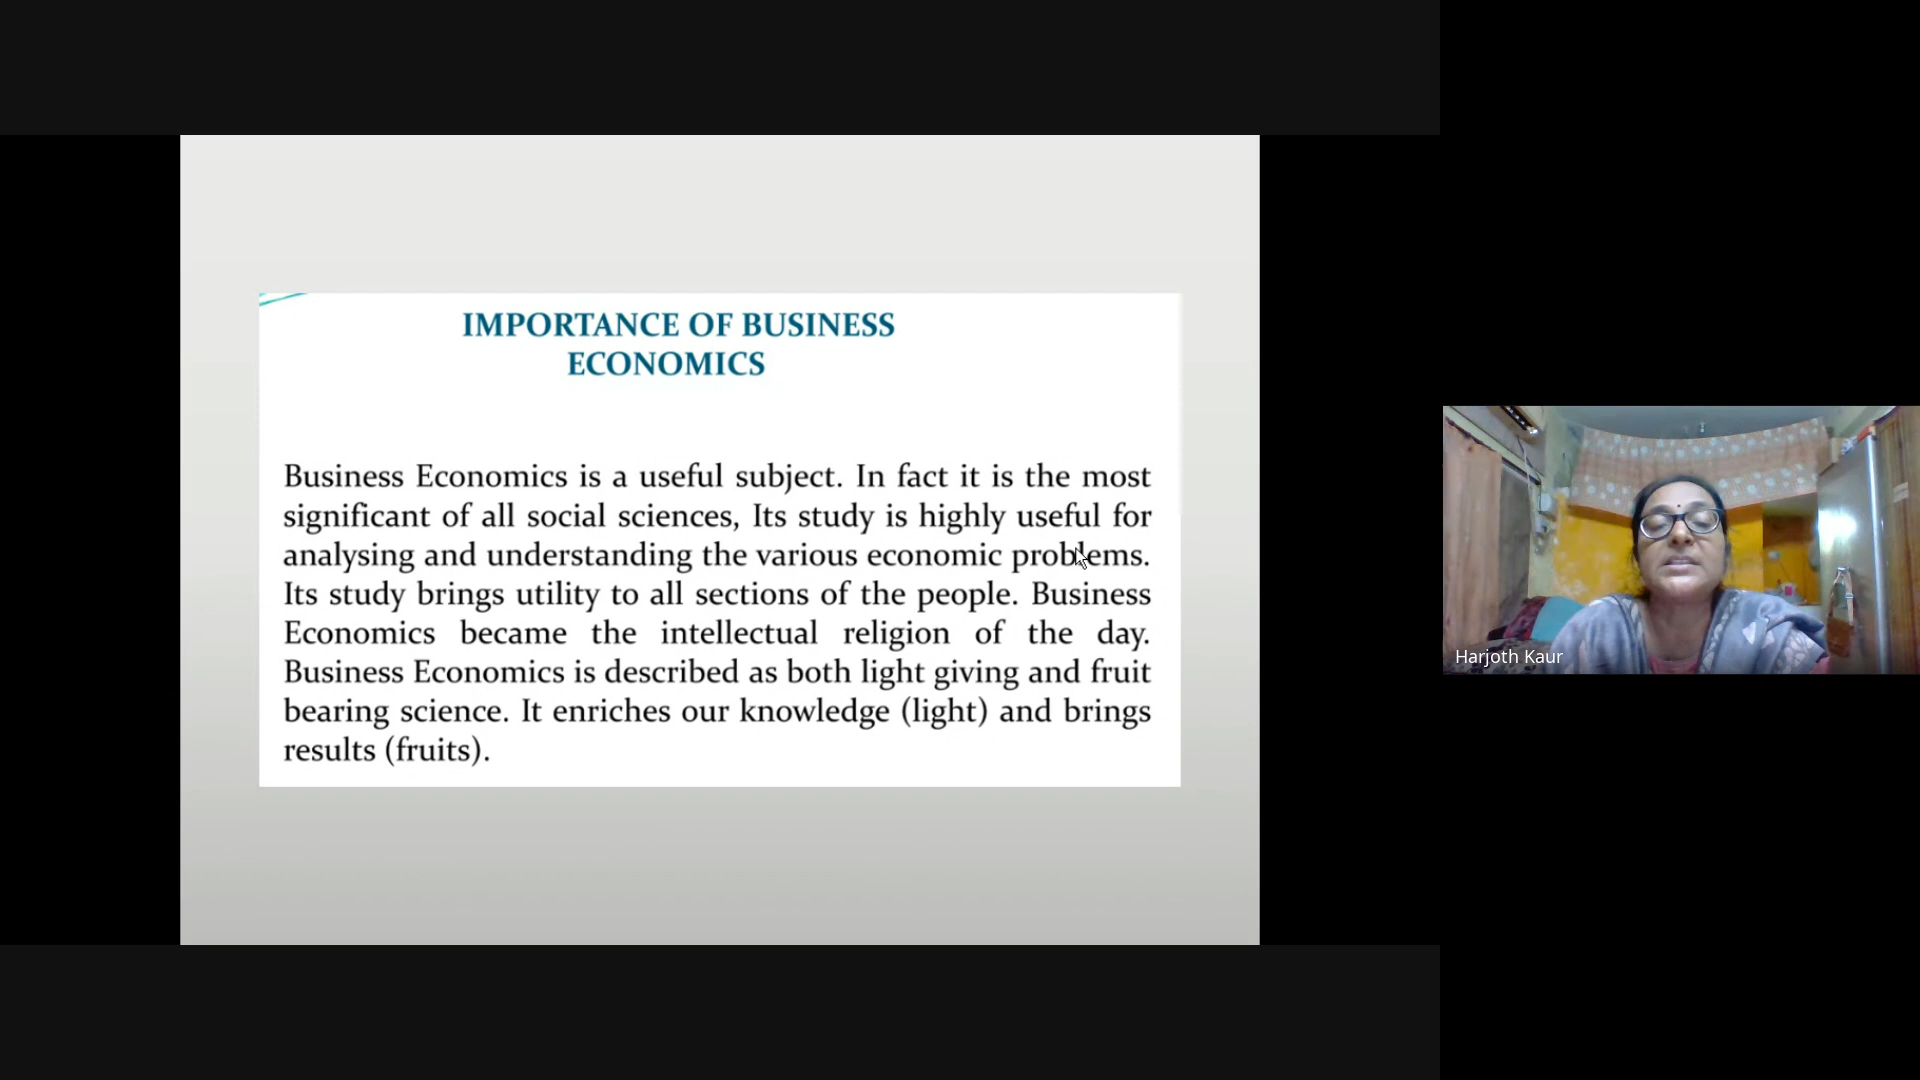 IMPORTANCE OF BUSINESS
ECONOMICS
Business Economics is a useful subject. In fact it is the most
significant of all social sciences, Its study is highly useful for
analysing and understanding the various economic problems.
Its study brings utility to all sections of the people. Business
Economics became the intellectual religion of the day.
Business Economics is described as both light giving and fruit
bearing science. It enriches our knowledge (light) and brings
results (fruits).
Harjoth Kaur